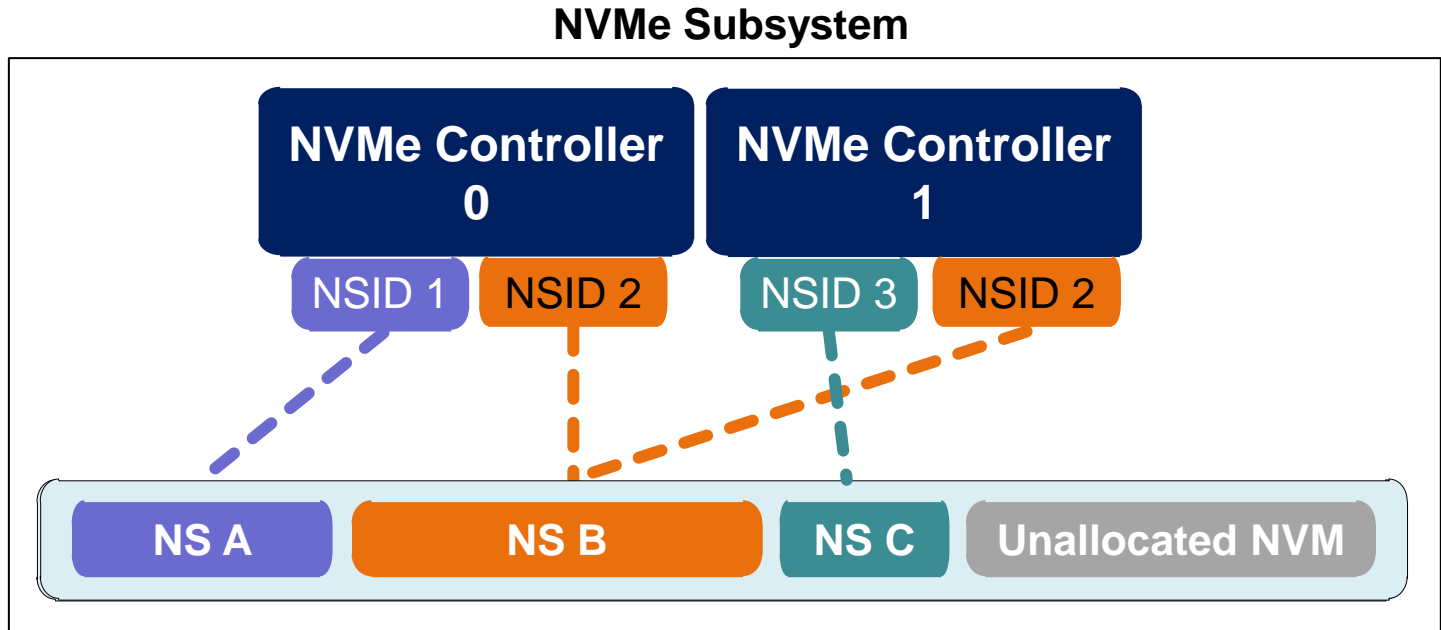 NVMe Subsystem
NVMe Controller
0
NVMe Controller
1
NSID 1
NSID 2
NSID 3
NSID 2
NS A
NS B
NS C
Unallocated NVM